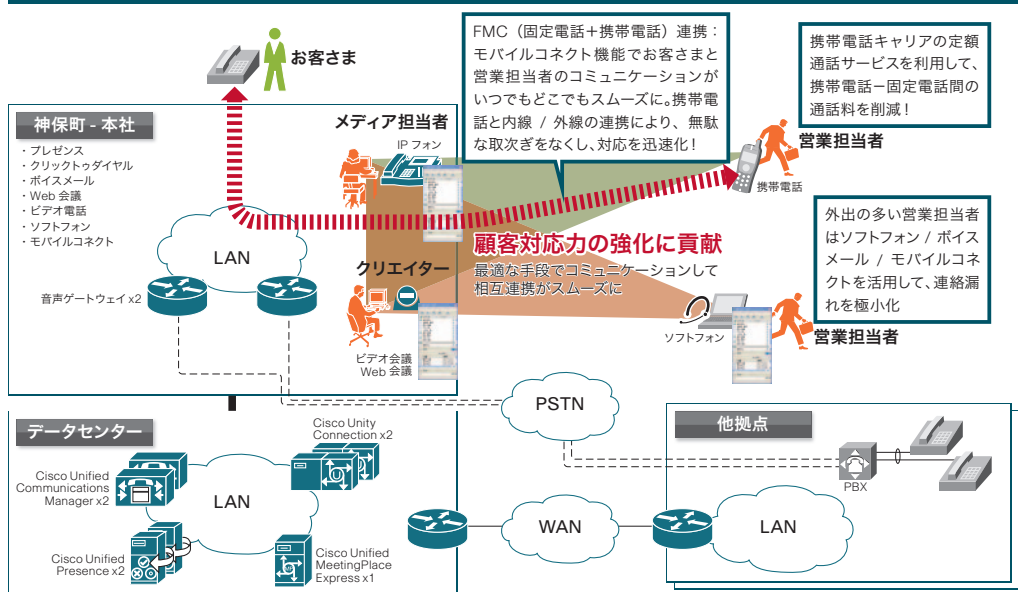 お客さま
FMC（固定電話＋携帯電話）連携：
モバイルコネクト機能でお客さまと
営業担当者のコミュニケーションが
いつでもどこでもスムーズに。携帯電
話と内線 / 外線の連携により、無駄
な取次ぎをなくし、対応を迅速化！
携帯電話キャリアの定額
通話サービスを利用して、
携帯電話－固定電話間の
通話料を削減！
神保町 - 本社
・プレゼンス
・クリックトゥダイヤル
・ボイスメール
・Web 会議
・ビデオ電話
・ソフトフォン
・モバイルコネクト
メディア担当者
IP フォン
営業担当者
携帯電話
LAN
音声ゲートウェイ x2
顧客対応力の強化に貢献
最適な手段でコミュニケーションして
相互連携がスムーズに
クリエイター
ビデオ会議
Web 会議
外出の多い営業担当者
はソフトフォン / ボイス
メール / モバイルコネ
クトを活用して、連絡漏
れを極小化
ソフトフォン
営業担当者
PSTN
データセンター
Cisco Unity
Connection x2
Cisco Unified
Communications
Manager x2
LAN
Cisco Unified
Presence x2
Cisco Unified
MeetingPlace
Express x1
WAN
他拠点
PBX
LAN